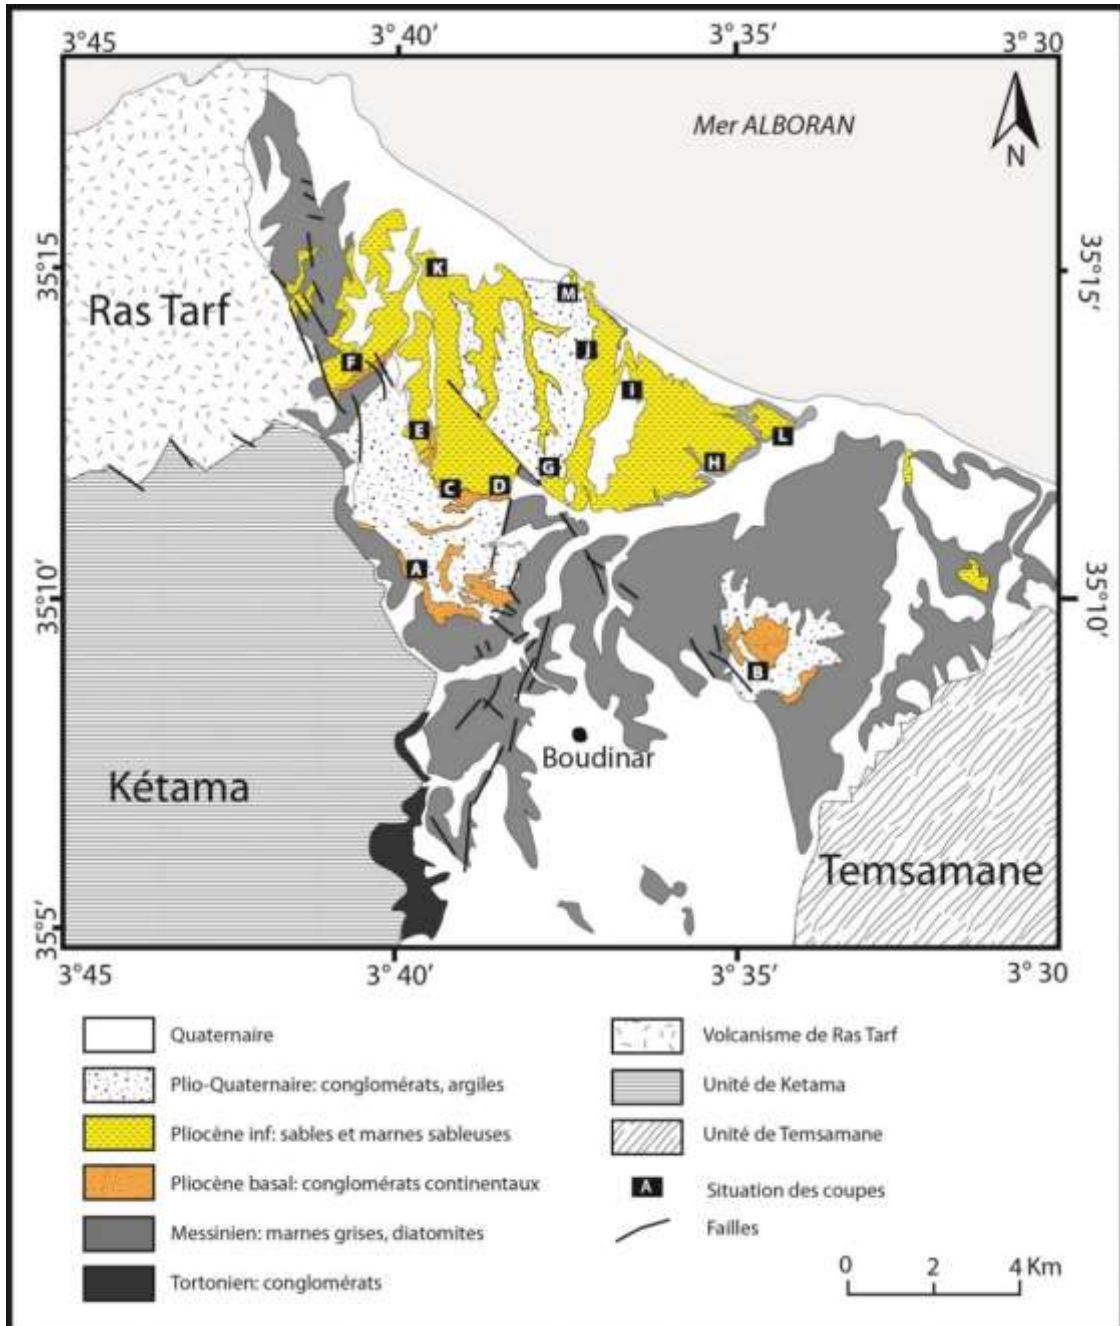 3°45
3° 40'
3° 35'
3° 30
Mer ALBORAN
N
35°15
35°15'
K
M
Ras Tarf
J
F
I
E
L
G
H
C
D
A
35°10'
35°10'
B
Boudinar
Kétama
Temsamane
35°5'
3° 45'
3° 40'
3° 35'
3° 30
Quaternaire
Plio-Quaternaire: conglomérats, argiles
Pliocène inf: sables et marnes sableuses
Pliocène basal: conglomérats continentaux
Messinien: marnes grises, diatomites
Tortonien: conglomérats
Volcanisme de Ras Tarf
Unité de Ketama
Unité de Temsamane
A Situation des coupes
Failles
0 2 4 Km